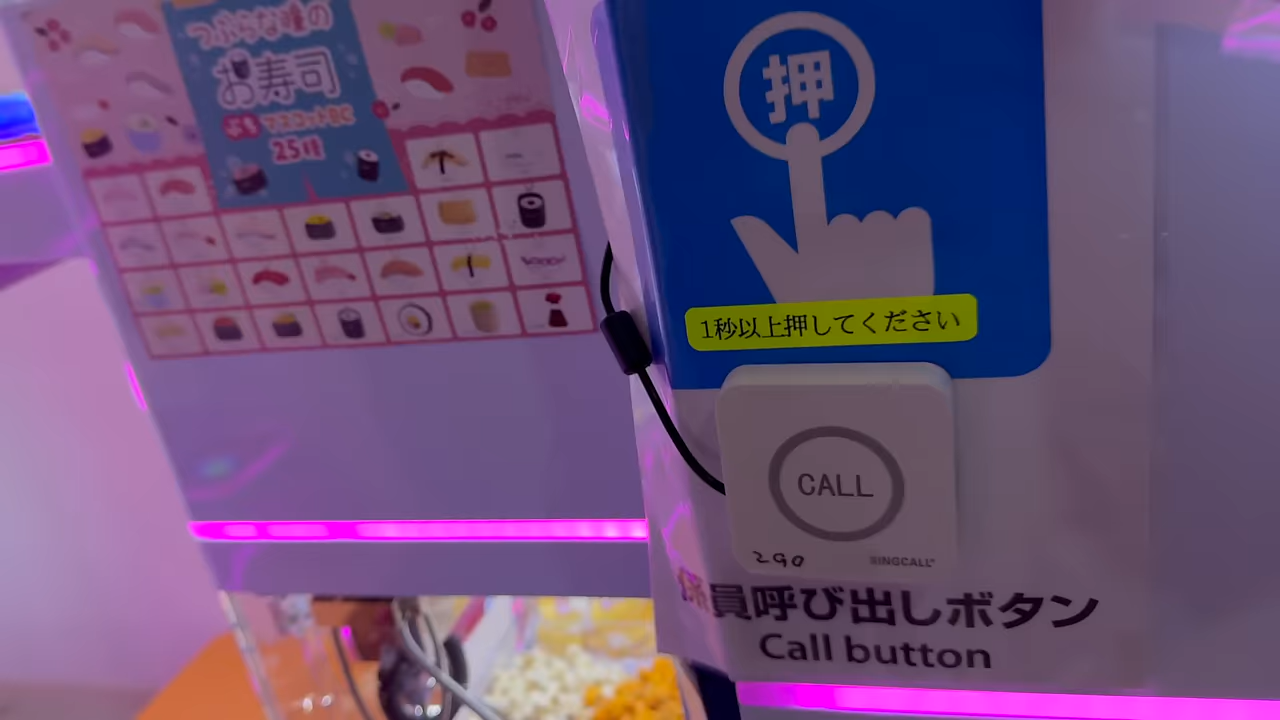 つぶらな瞳の
お寿司
ぷち マスコットBC
25種
押
1秒以上押してください
CALL
290
RINGCALL
係員呼び出しボタン
Call button